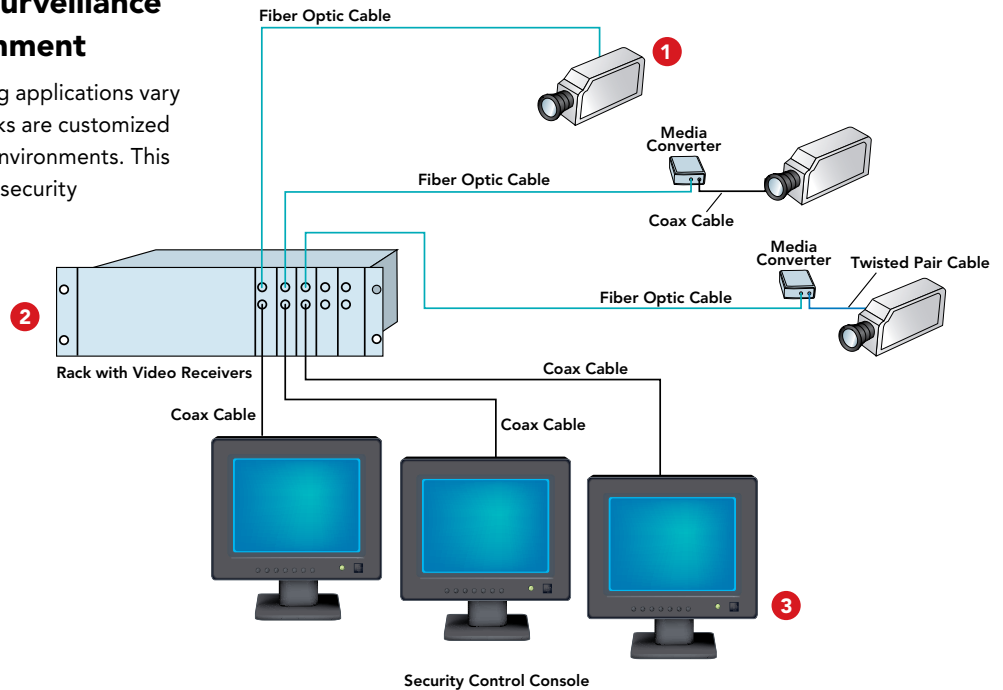 urveillance
nment
g applications vary
ks are customized
nvironments. This
security
Fiber Optic Cable
1
Media
Converter
Fiber Optic Cable
Coax Cable
Media
Converter
Twisted Pair Cable
Fiber Optic Cable
2
Rack with Video Receivers
Coax Cable
Coax Cable
Coax Cable
3
Security Control Console